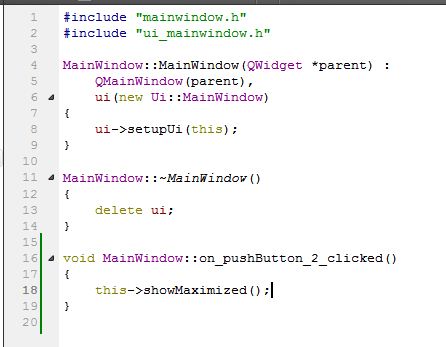 1 #include "mainwindow.h"
2 #include "ui_mainwindow.h"
3
4 MainWindow::MainWindow(QWidget *parent) :
5     QMainWindow(parent),
6     ui(new Ui::MainWindow)
7 {
8     ui->setupUi(this);
9 }
10
11 MainWindow::~MainWindow()
12 {
13     delete ui;
14 }
15
16 void MainWindow::on_pushButton_2_clicked()
17 {
18     this->showMaximized();
19 }
20